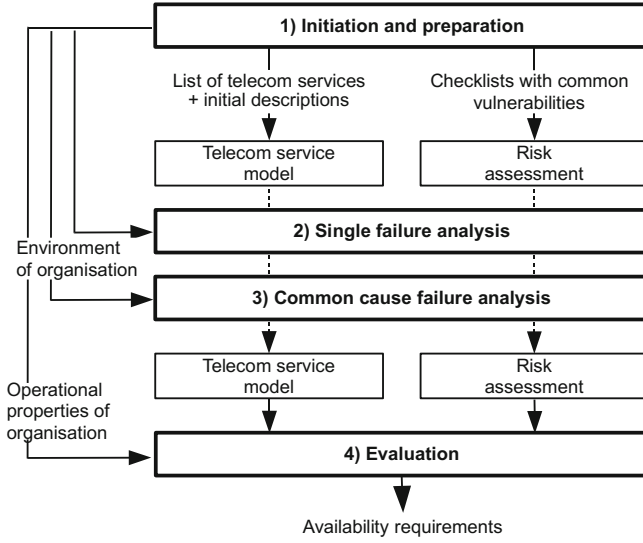 1) Initiation and preparation
List of telecom services
+ initial descriptions
Checklists with common
vulnerabilities
Telecom service
model
Risk
assessment
2) Single failure analysis
Environment
of organisation
3) Common cause failure analysis
Telecom service
model
Risk
assessment
Operational
properties of
organisation
4) Evaluation
Availability requirements